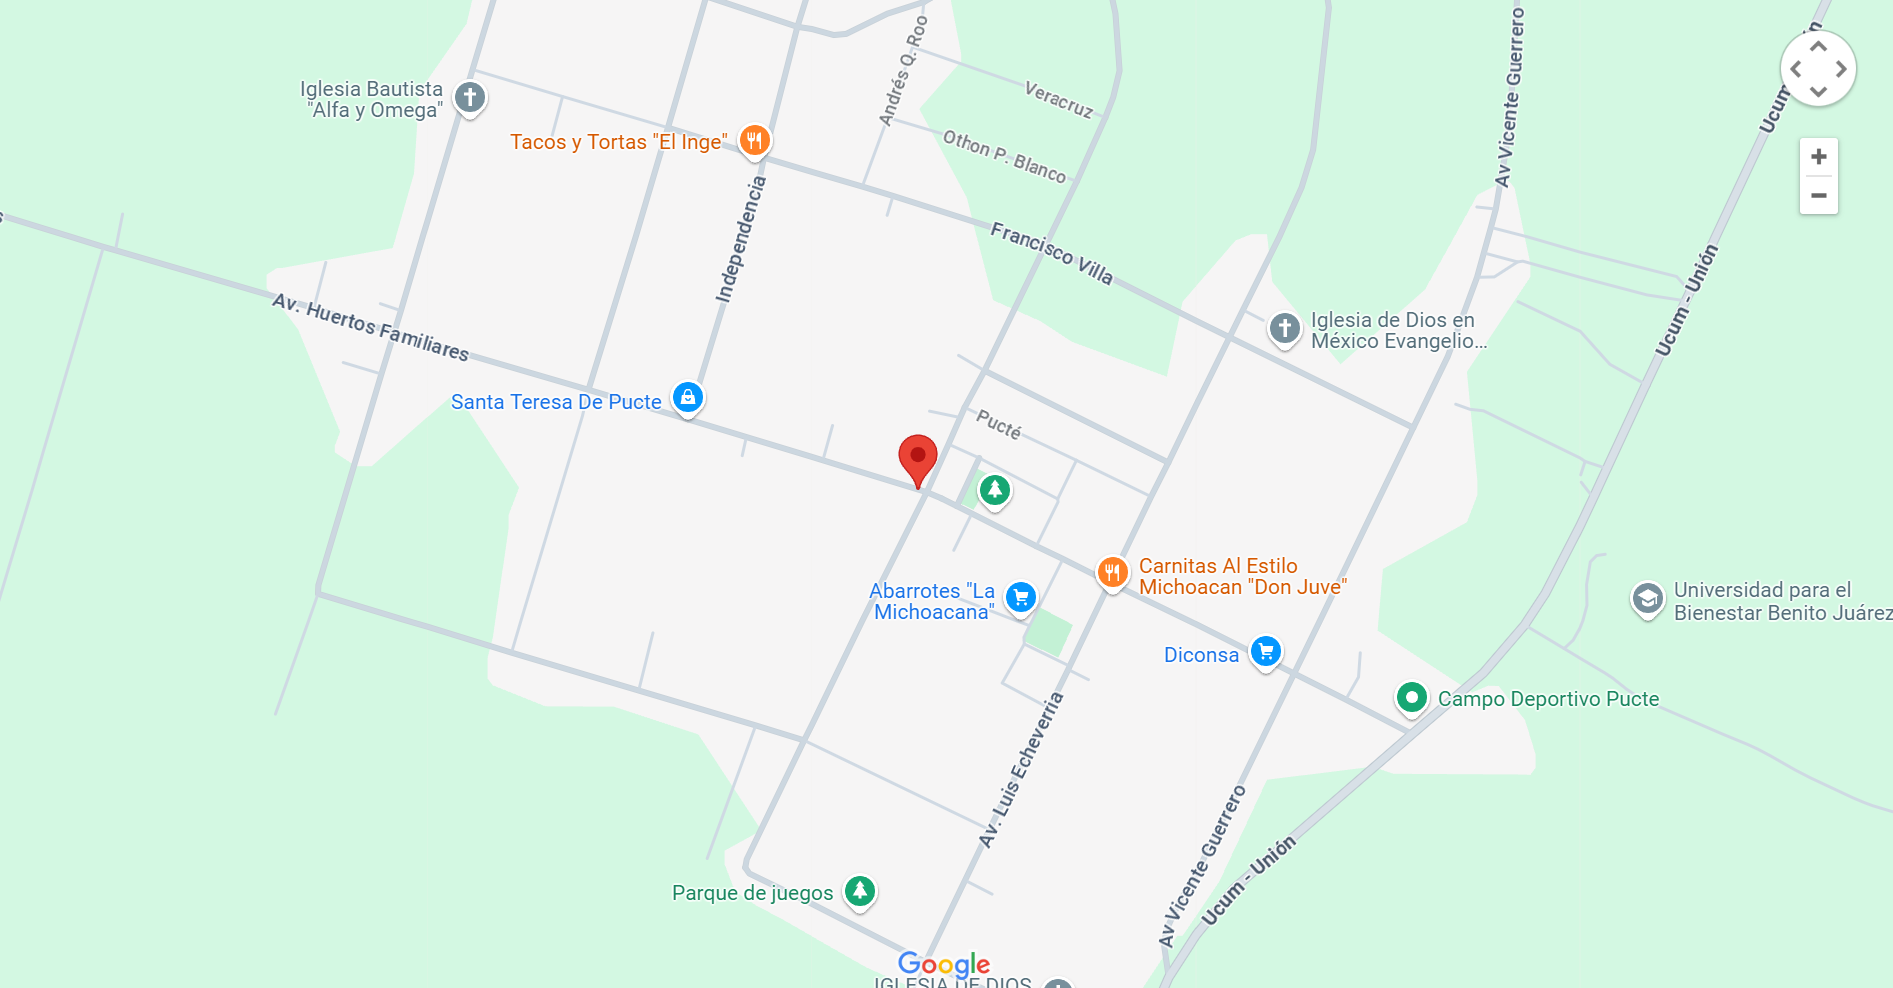 Andrés Q. Roo
Av Vicente Guerrero
Iglesia Bautista
"Alfa y Omega"
Veracruz
Tacos y Tortas "El Inge"
Othon P. Blanco
Independencia
Francisco Villa
Ucum - Unión
Av. Huertos Familiares
Iglesia de Dios en
México Evangelio...
Santa Teresa De Pucte
Pucté
Carnitas Al Estilo
Michoacan "Don Juve"
Abarrotes "La
Michoacana"
Universidad para el
Bienestar Benito Juárez
Diconsa
Campo Deportivo Pucte
Av. Luis Echeverria
Av Vicente Guerrero
Ucum - Unión
Parque de juegos
Google
IGLESIA DE DIOS